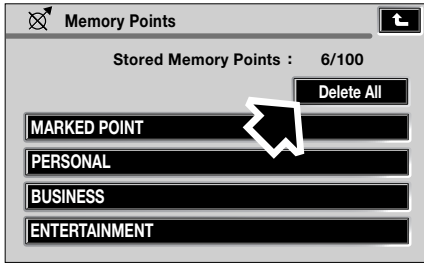 Memory Points
Stored Memory Points : 6/100
Delete All
MARKED POINT
PERSONAL
BUSINESS
ENTERTAINMENT